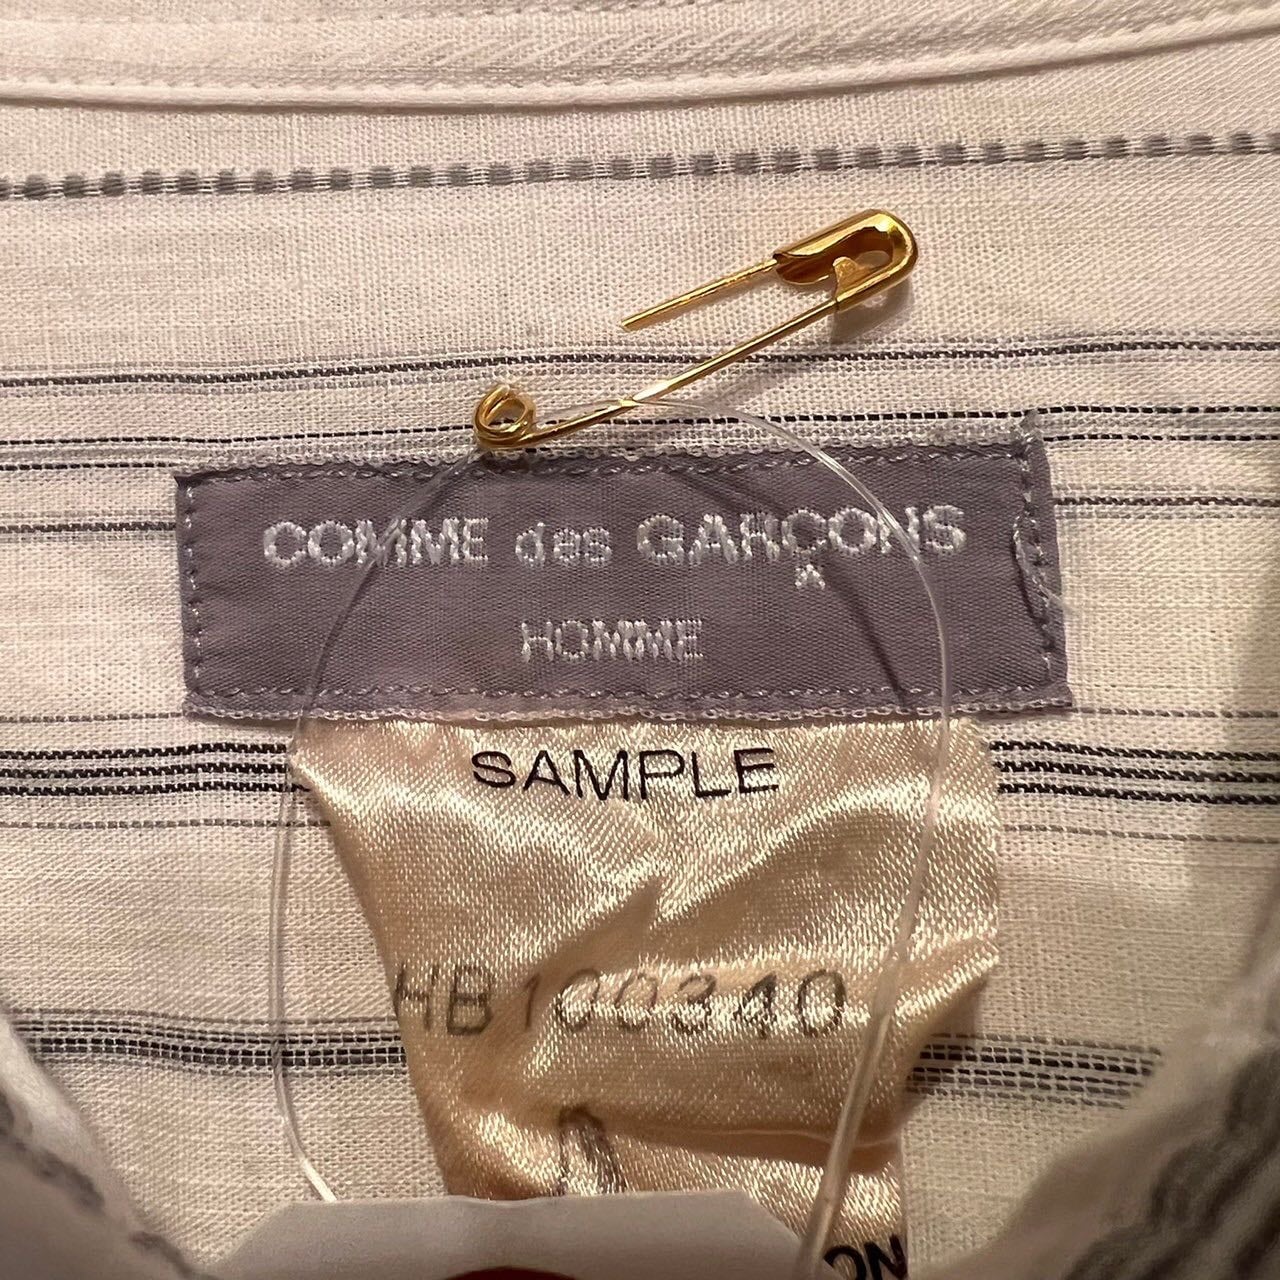 COMME des GARÇONS
HOMME
SAMPLE
HB100340